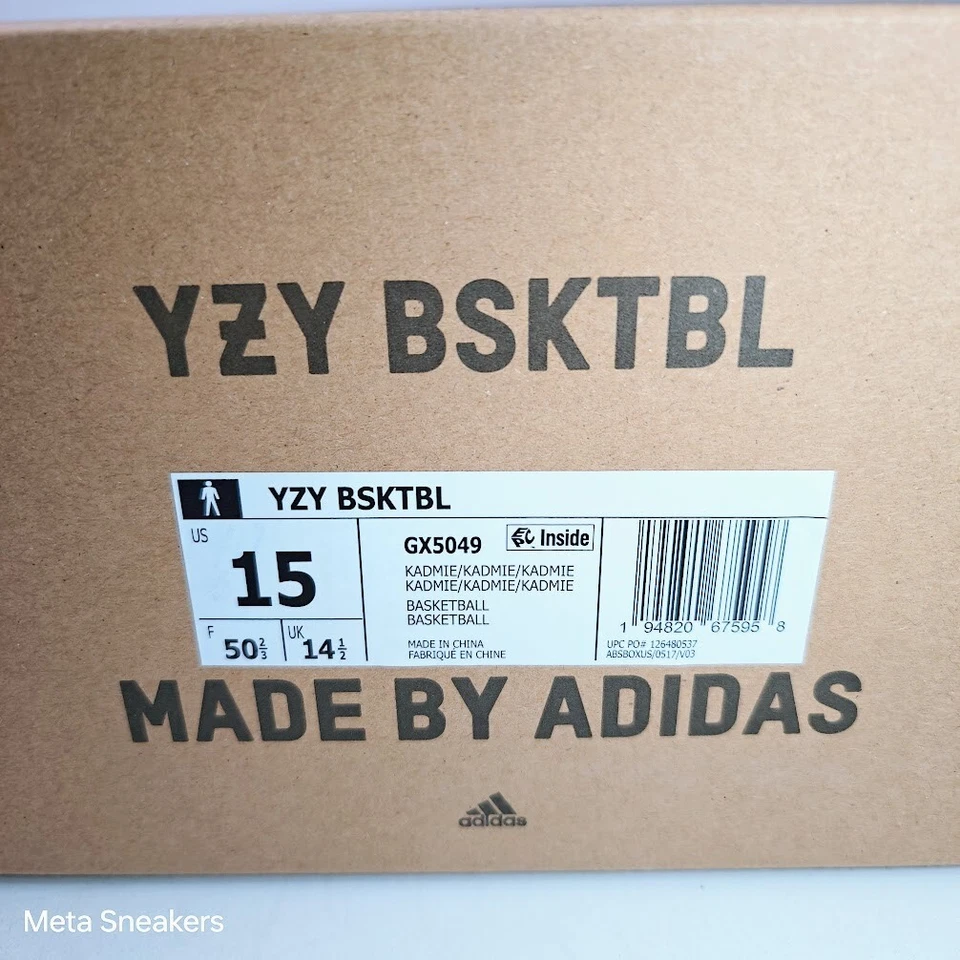 YZY BSKTBL
YZY BSKTBL
US
15
F
50⅔
UK
14½
GX5049
EPC Inside
KADMIE/KADMIE/KADMIE
KADMIE/KADMIE/KADMIE
BASKETBALL
BASKETBALL
MADE IN CHINA
FABRIQUÉ EN CHINE
1 94820 67595 8
UPC PO# 126480537
ABSBOXUS/0517/V03
MADE BY ADIDAS
adidas
Meta Sneakers